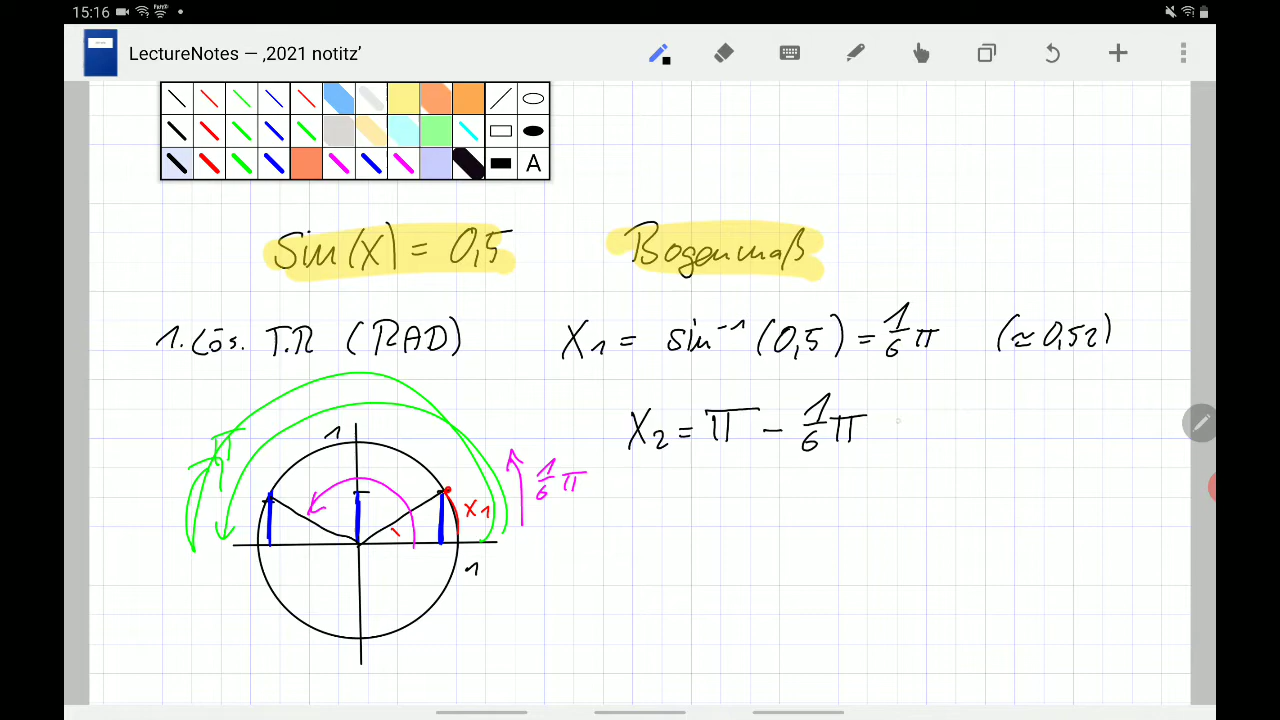 15:16
LectureNotes — ‚2021 notitz’
A
Sin(x) = 0,5 Bogenmaß
1. Lös. T.R (RAD) X₁ = sin⁻¹ (0,5) = 1/6 π (≈ 0,52)
X₂ = π − 1/6 π
1
1/6 π
x₁
1